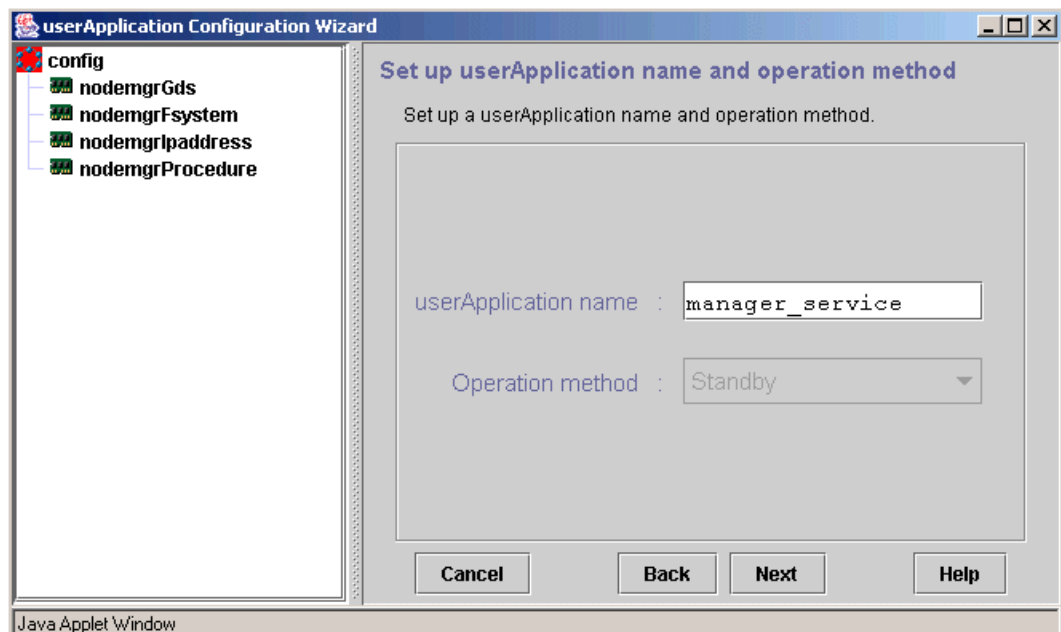 userApplication Configuration Wizard
config
nodemgrGds
nodemgrFsystem
nodemgrIpaddress
nodemgrProcedure
Set up userApplication name and operation method
Set up a userApplication name and operation method.
userApplication name : manager_service
Operation method : Standby
Cancel Back Next Help
Java Applet Window